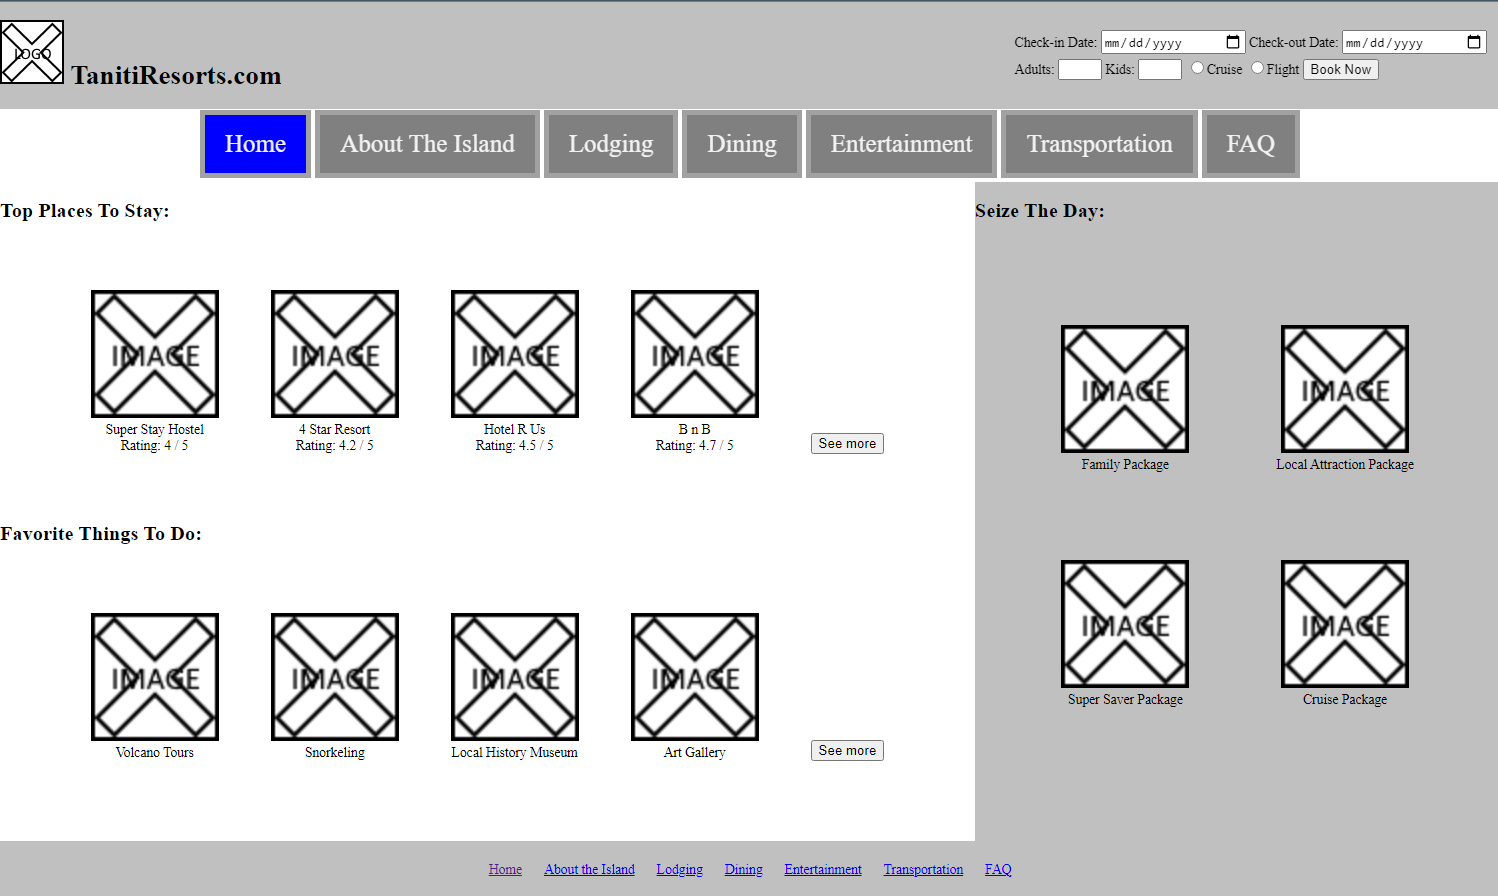 LOGO
TanitiResorts.com
Check-in Date: mm/dd/yyyy Check-out Date: mm/dd/yyyy
Adults: Kids: Cruise Flight Book Now
Home About The Island Lodging Dining Entertainment Transportation FAQ
Top Places To Stay:
IMAGE IMAGE IMAGE IMAGE
Super Stay Hostel 4 Star Resort Hotel R Us B n B
Rating: 4 / 5 Rating: 4.2 / 5 Rating: 4.5 / 5 Rating: 4.7 / 5 See more
Favorite Things To Do:
IMAGE IMAGE IMAGE IMAGE
Volcano Tours Snorkeling Local History Museum Art Gallery See more
Seize The Day:
IMAGE IMAGE
Family Package Local Attraction Package
IMAGE IMAGE
Super Saver Package Cruise Package
Home About the Island Lodging Dining Entertainment Transportation FAQ